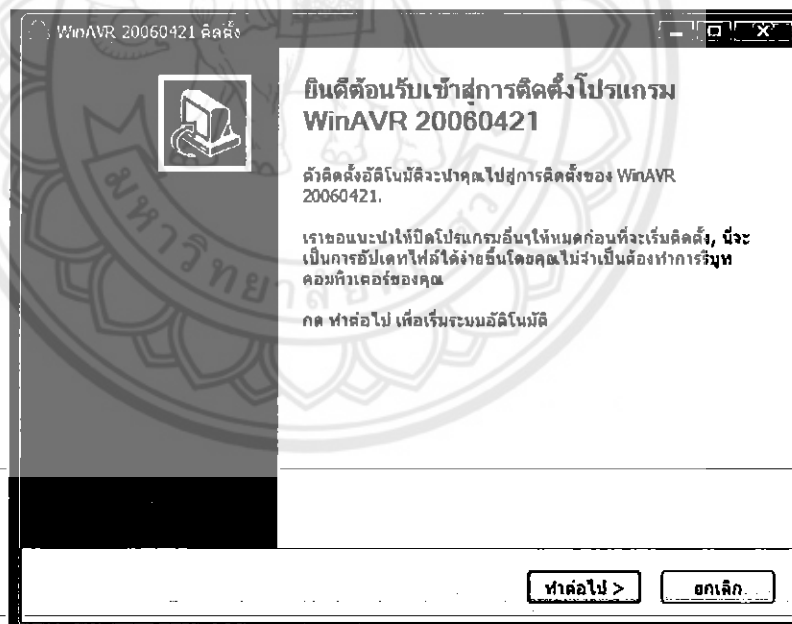 WinAVR 20060421 ติดตั้ง
ยินดีต้อนรับเข้าสู่การติดตั้งโปรแกรม
WinAVR 20060421
ตัวติดตั้งอัติโนมัติจะนำคุณไปสู่การติดตั้งของ WinAVR
20060421.
เราขอแนะนำให้ปิดโปรแกรมอื่นๆให้หมดก่อนที่จะเริ่มติดตั้ง, นี่จะ
เป็นการอัปเดทไฟล์ได้ง่ายขึ้นโดยคุณไม่จำเป็นต้องทำการรีบูท
คอมพิวเตอร์ของคุณ
กด ทำต่อไป เพื่อเริ่มระบบอัติโนมัติ
มหาวิทยาลัย
ทำต่อไป >
ยกเลิก